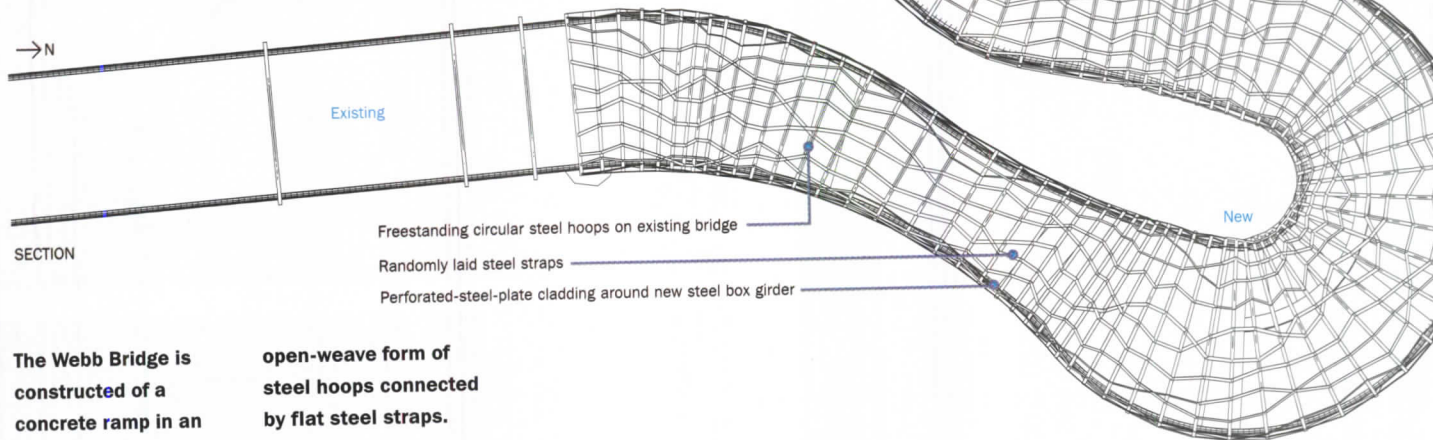 →N
Existing
New
SECTION
Freestanding circular steel hoops on existing bridge
Randomly laid steel straps
Perforated-steel-plate cladding around new steel box girder
The Webb Bridge is
constructed of a
concrete ramp in an
open-weave form of
steel hoops connected
by flat steel straps.